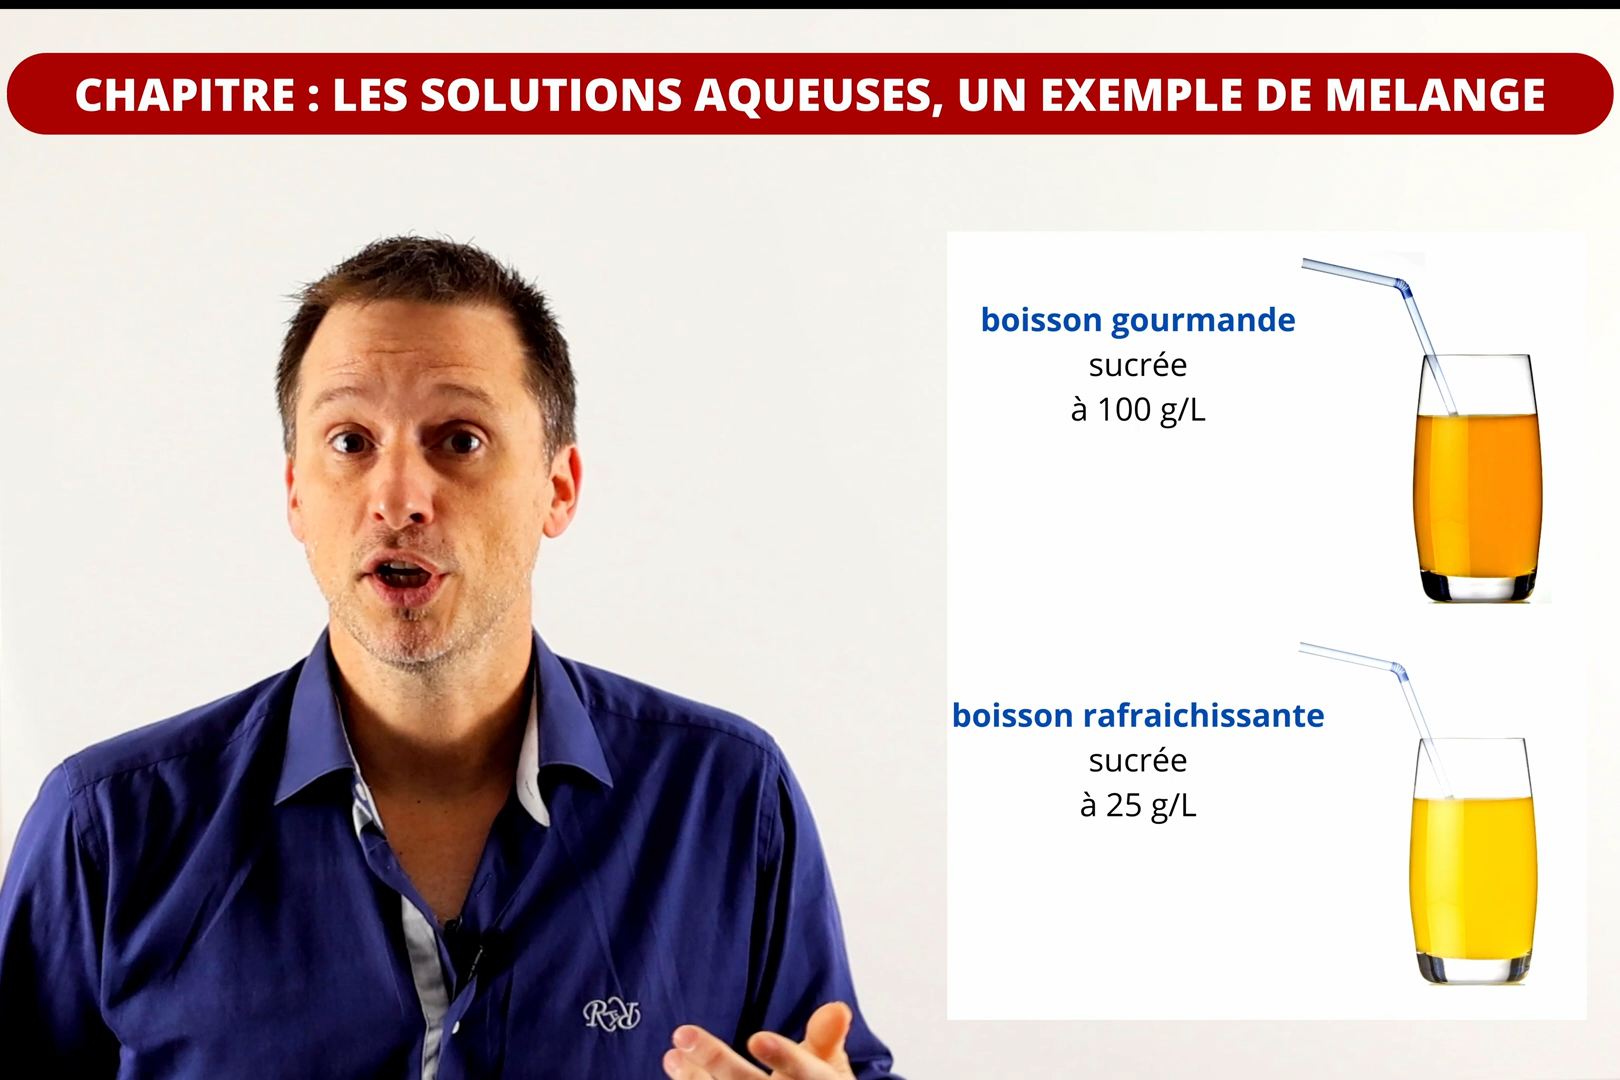 CHAPITRE : LES SOLUTIONS AQUEUSES, UN EXEMPLE DE MELANGE
boisson gourmande
sucrée
à 100 g/L
boisson rafraichissante
sucrée
à 25 g/L